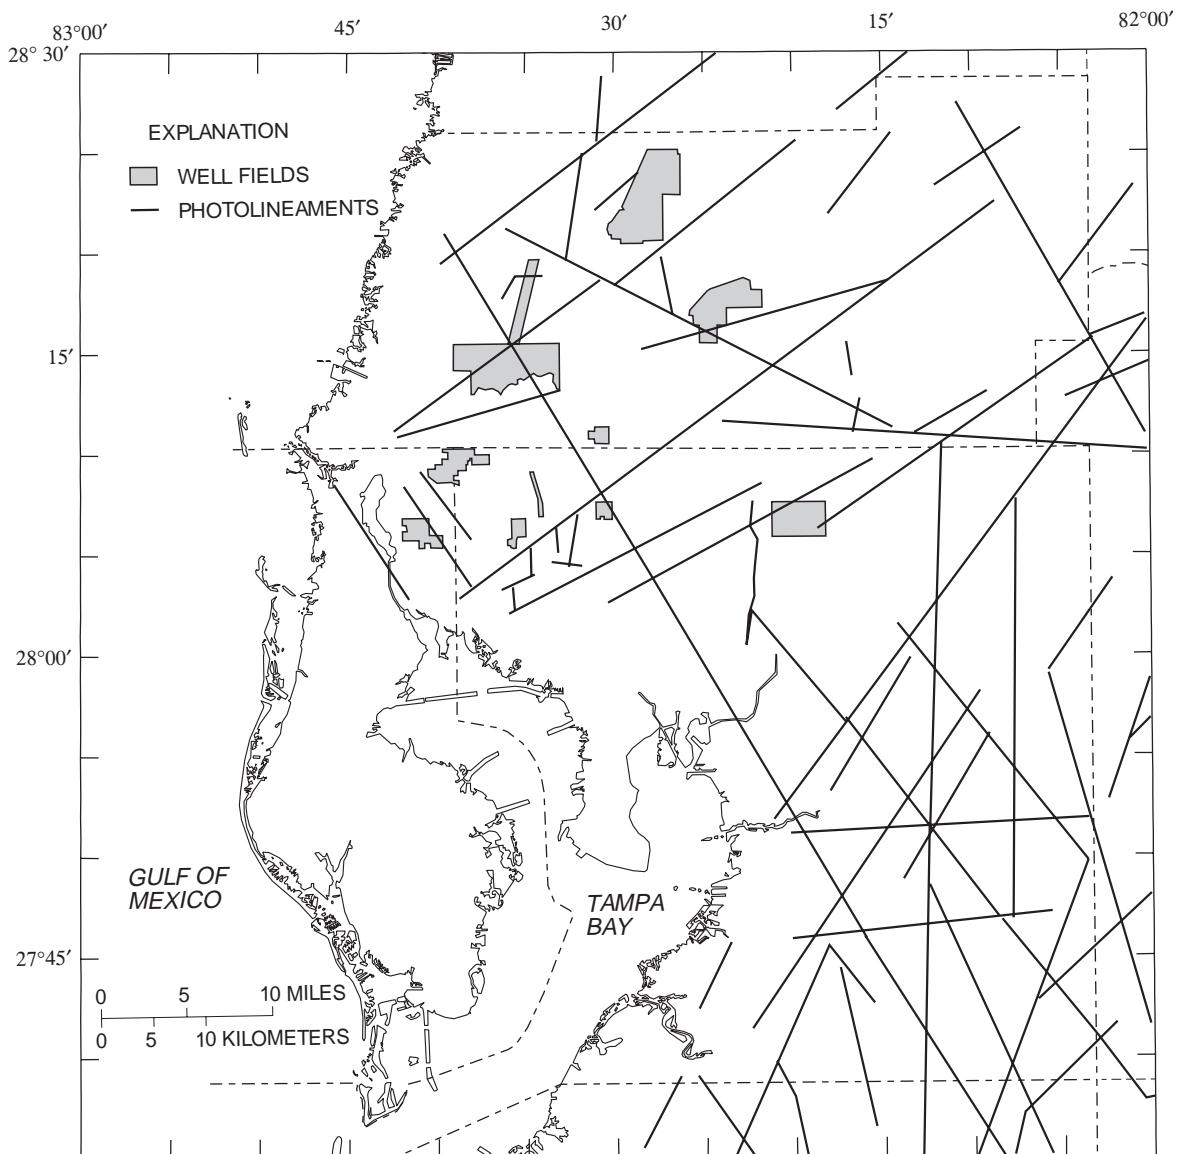 83°00′
45′
30′
15′
82°00′
28° 30′
EXPLANATION
WELL FIELDS
PHOTOLINEAMENTS
15′
28°00′
GULF OF
MEXICO
TAMPA
BAY
27°45′
0 5 10 MILES
0 5 10 KILOMETERS